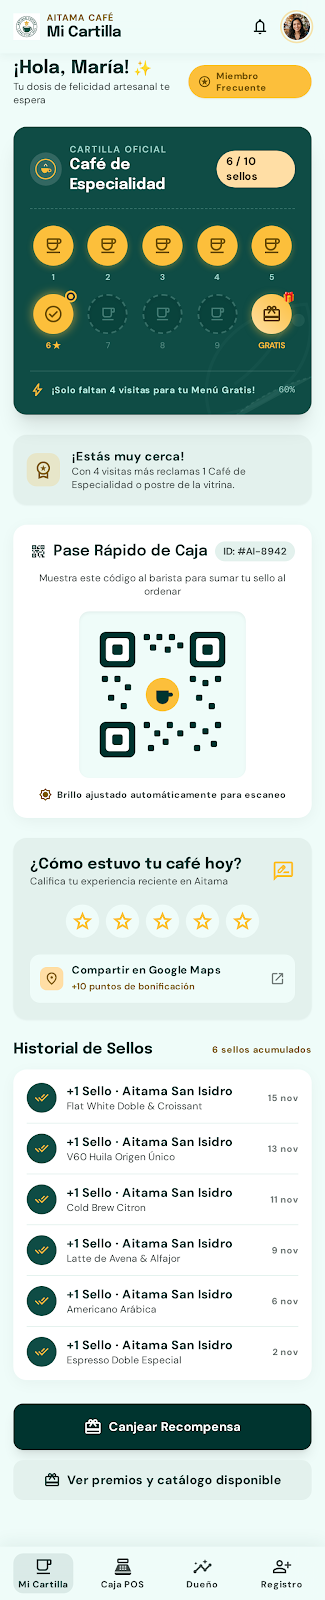 AITAMA CAFÉ
Mi Cartilla
¡Hola, María! ✨
Tu dosis de felicidad artesanal te
espera
Miembro
Frecuente
CARTILLA OFICIAL
Café de
Especialidad
6 / 10
sellos
1
2
3
4
5
6 ★
7
8
9
GRATIS
¡Solo faltan 4 visitas para tu Menú Gratis!
60%
¡Estás muy cerca!
Con 4 visitas más reclamas 1 Café de
Especialidad o postre de la vitrina.
Pase Rápido de Caja
ID: #AI-8942
Muestra este código al barista para sumar tu sello al
ordenar
Brillo ajustado automáticamente para escaneo
¿Cómo estuvo tu café hoy?
Califica tu experiencia reciente en Aitama
Compartir en Google Maps
+10 puntos de bonificación
Historial de Sellos
6 sellos acumulados
+1 Sello · Aitama San Isidro
Flat White Doble & Croissant
15 nov
+1 Sello · Aitama San Isidro
V60 Huila Origen Único
13 nov
+1 Sello · Aitama San Isidro
Cold Brew Citron
11 nov
+1 Sello · Aitama San Isidro
Latte de Avena & Alfajor
9 nov
+1 Sello · Aitama San Isidro
Americano Arábica
6 nov
+1 Sello · Aitama San Isidro
Espresso Doble Especial
2 nov
Canjear Recompensa
Ver premios y catálogo disponible
Mi Cartilla
Caja POS
Dueño
Registro